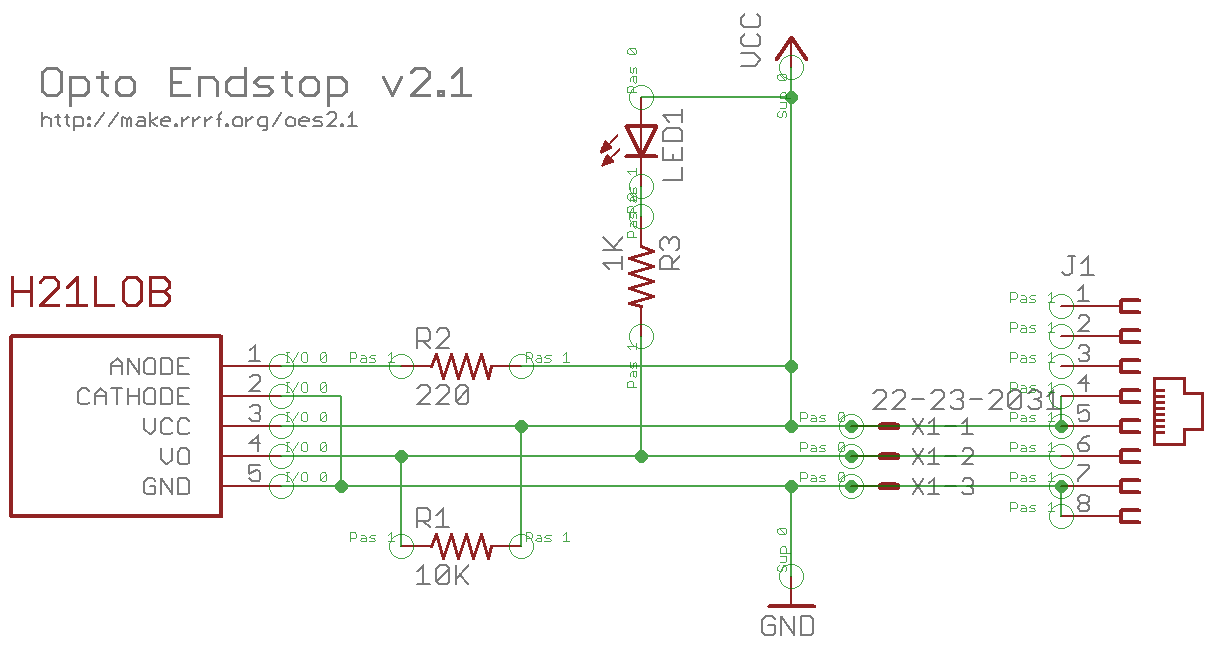 Opto Endstop v2.1
http://make.rrrf.org/oes2.1
VCC
Sup 0
Pas 0
LED1
Pas 1
Pas 0
1K
R3
Pas 1
H21LOB
ANODE 1 I/O 0
CATHODE 2 I/O 0
VCC 3 I/O 0
VO 4 I/O 0
GND 5 I/O 0
R2
Pas 1 Pas 1
220
R1
Pas 1 Pas 1
10K
22-23-2031
Pas 0 X1-1
Pas 0 X1-2
Pas 0 X1-3
J1
Pas 1 1
Pas 1 2
Pas 1 3
Pas 1 4
Pas 1 5
Pas 1 6
Pas 1 7
Pas 1 8
Sup 0
GND